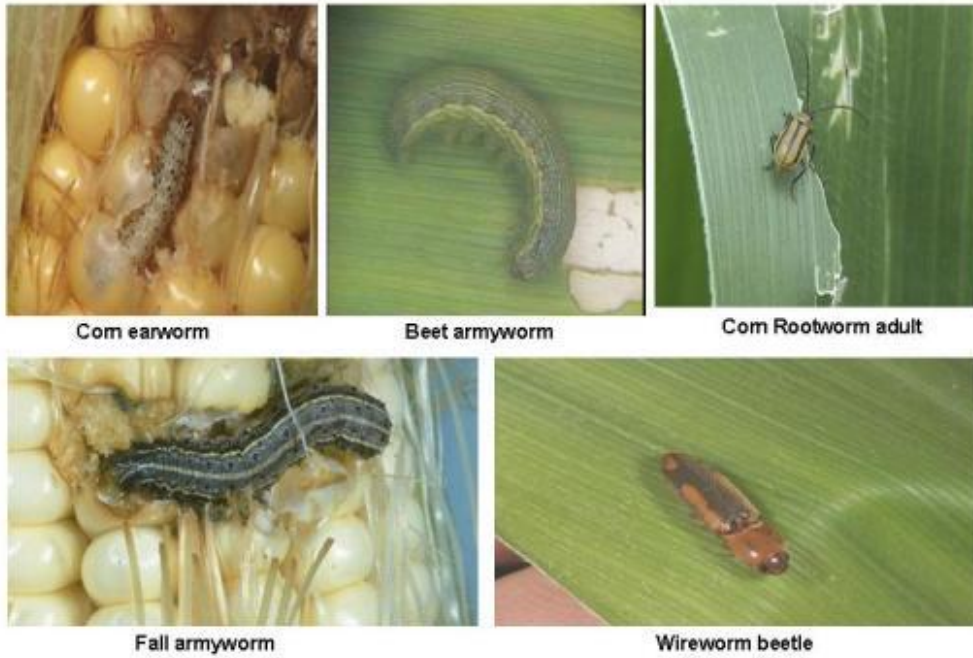 Corn earworm
Beet armyworm
Corn Rootworm adult
Fall armyworm
Wireworm beetle